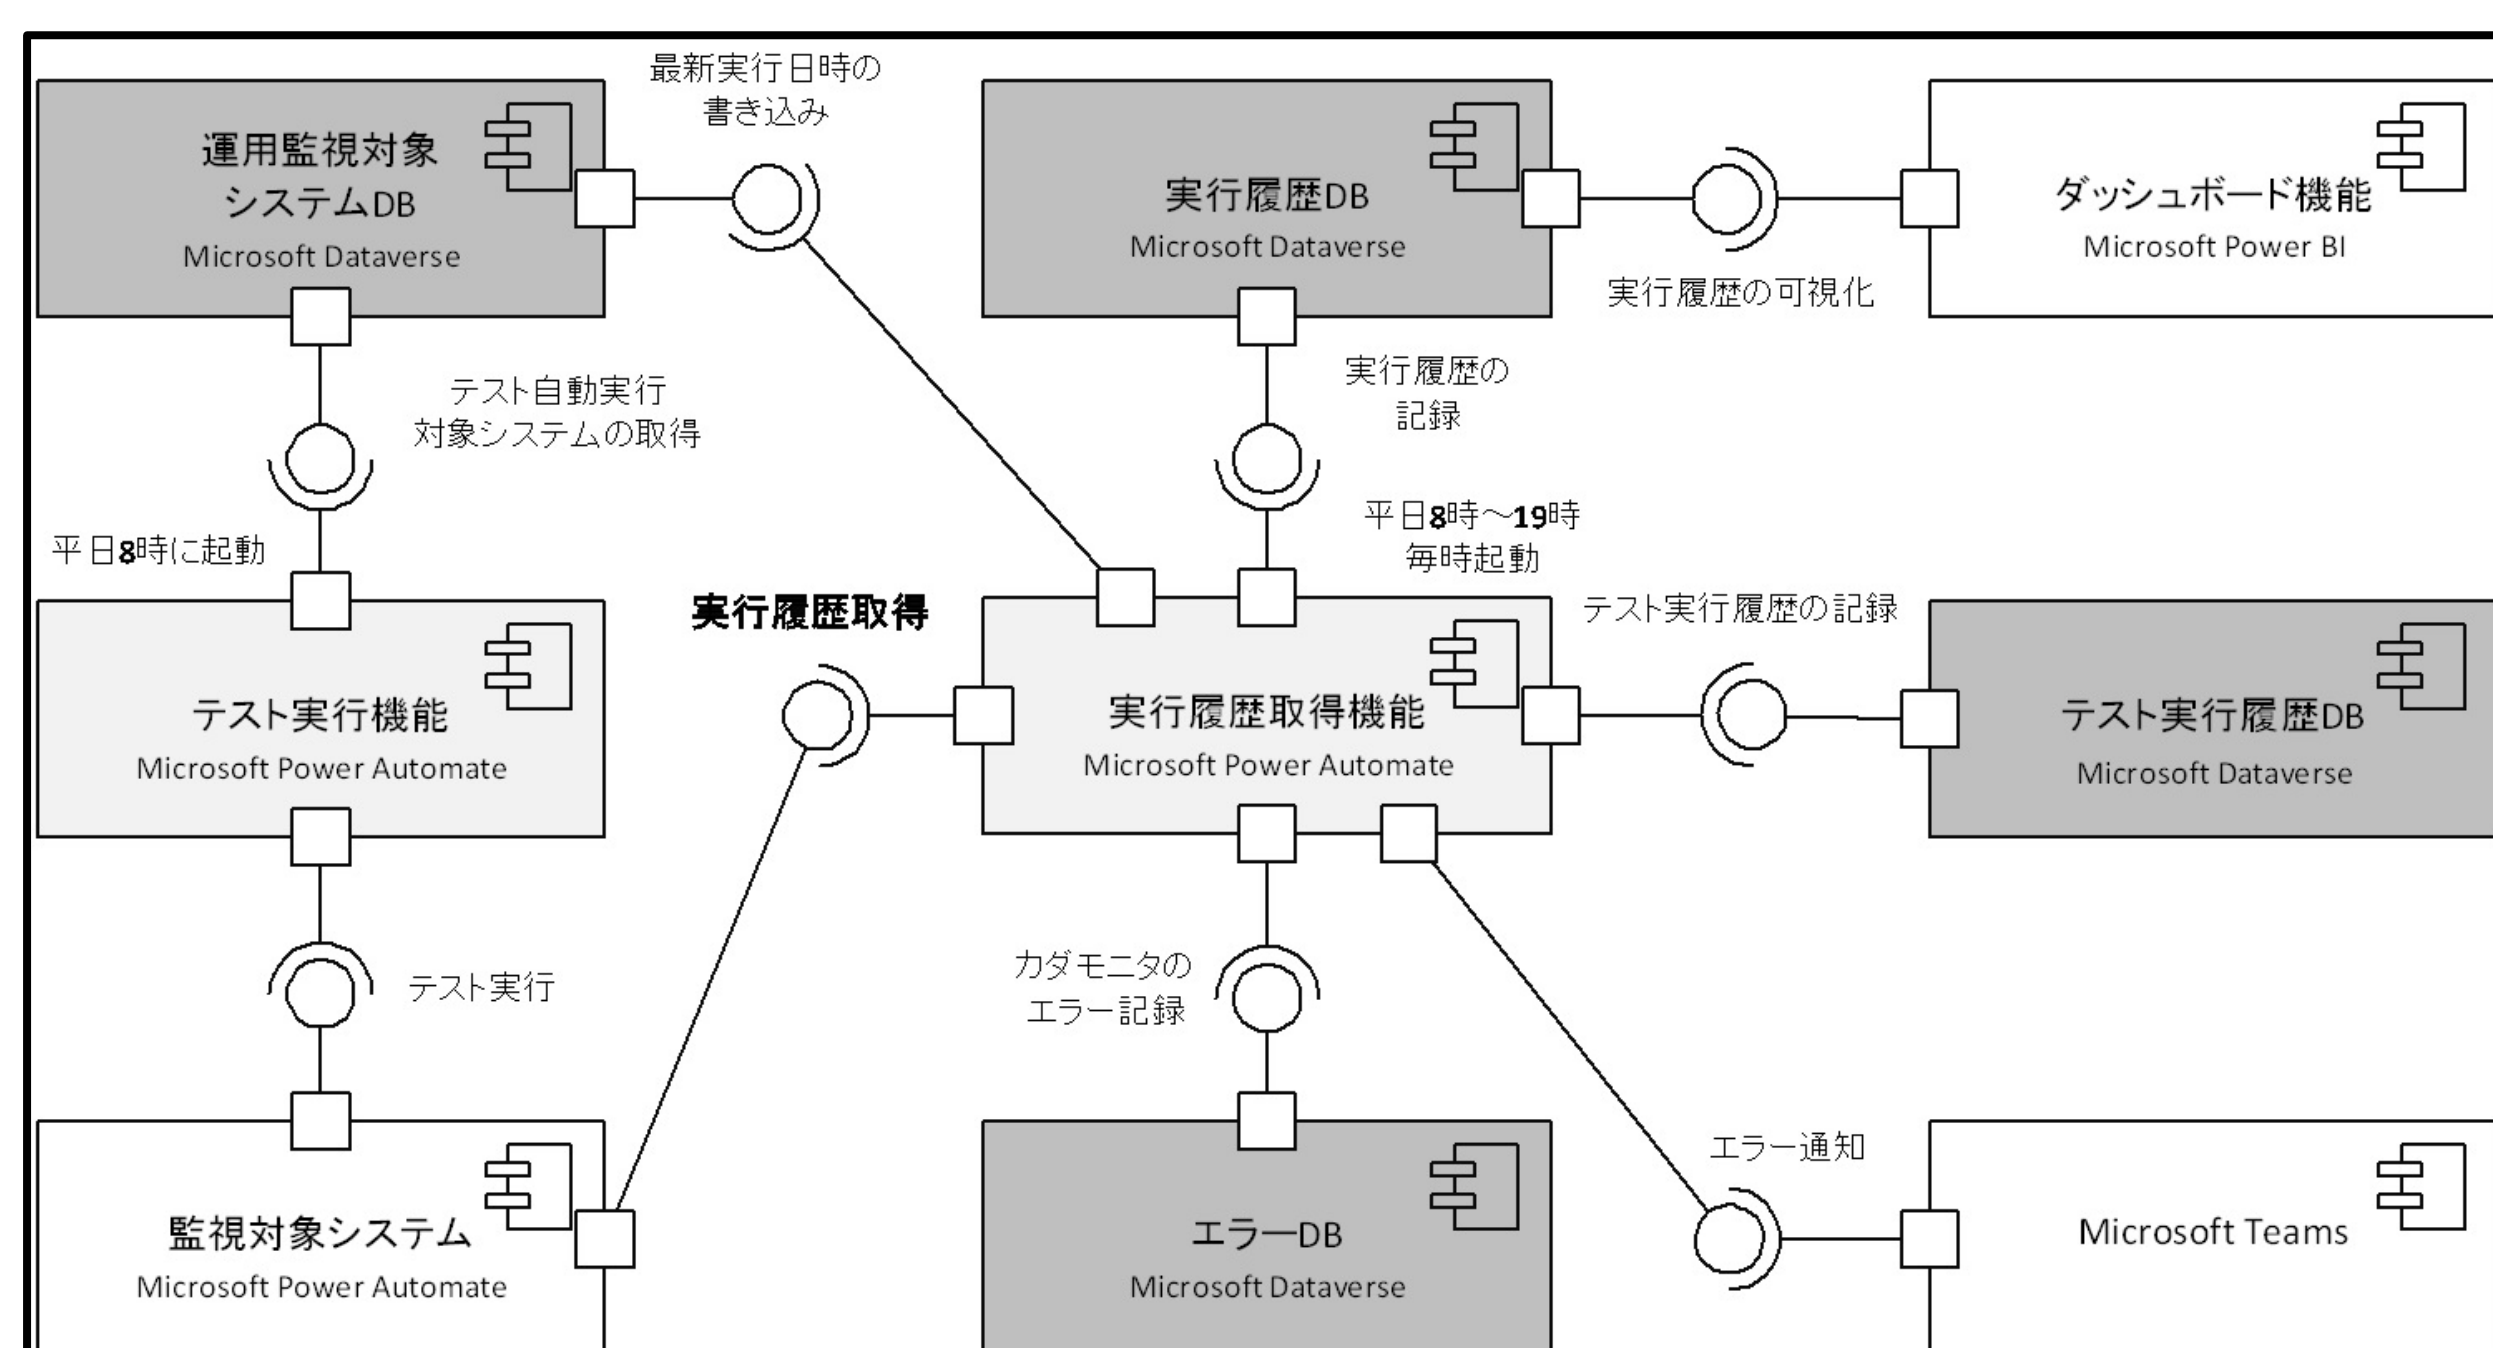 最新実行日時の
書き込み
運用監視対象
システムDB
Microsoft Dataverse
実行履歴DB
Microsoft Dataverse
ダッシュボード機能
Microsoft Power BI
実行履歴の可視化
テスト自動実行
対象システムの取得
実行履歴の
記録
平日8時に起動
平日8時～19時
毎時起動
実行履歴取得
テスト実行履歴の記録
テスト実行機能
Microsoft Power Automate
実行履歴取得機能
Microsoft Power Automate
テスト実行履歴DB
Microsoft Dataverse
テスト実行
カダモニタの
エラー記録
エラー通知
監視対象システム
Microsoft Power Automate
エラーDB
Microsoft Dataverse
Microsoft Teams